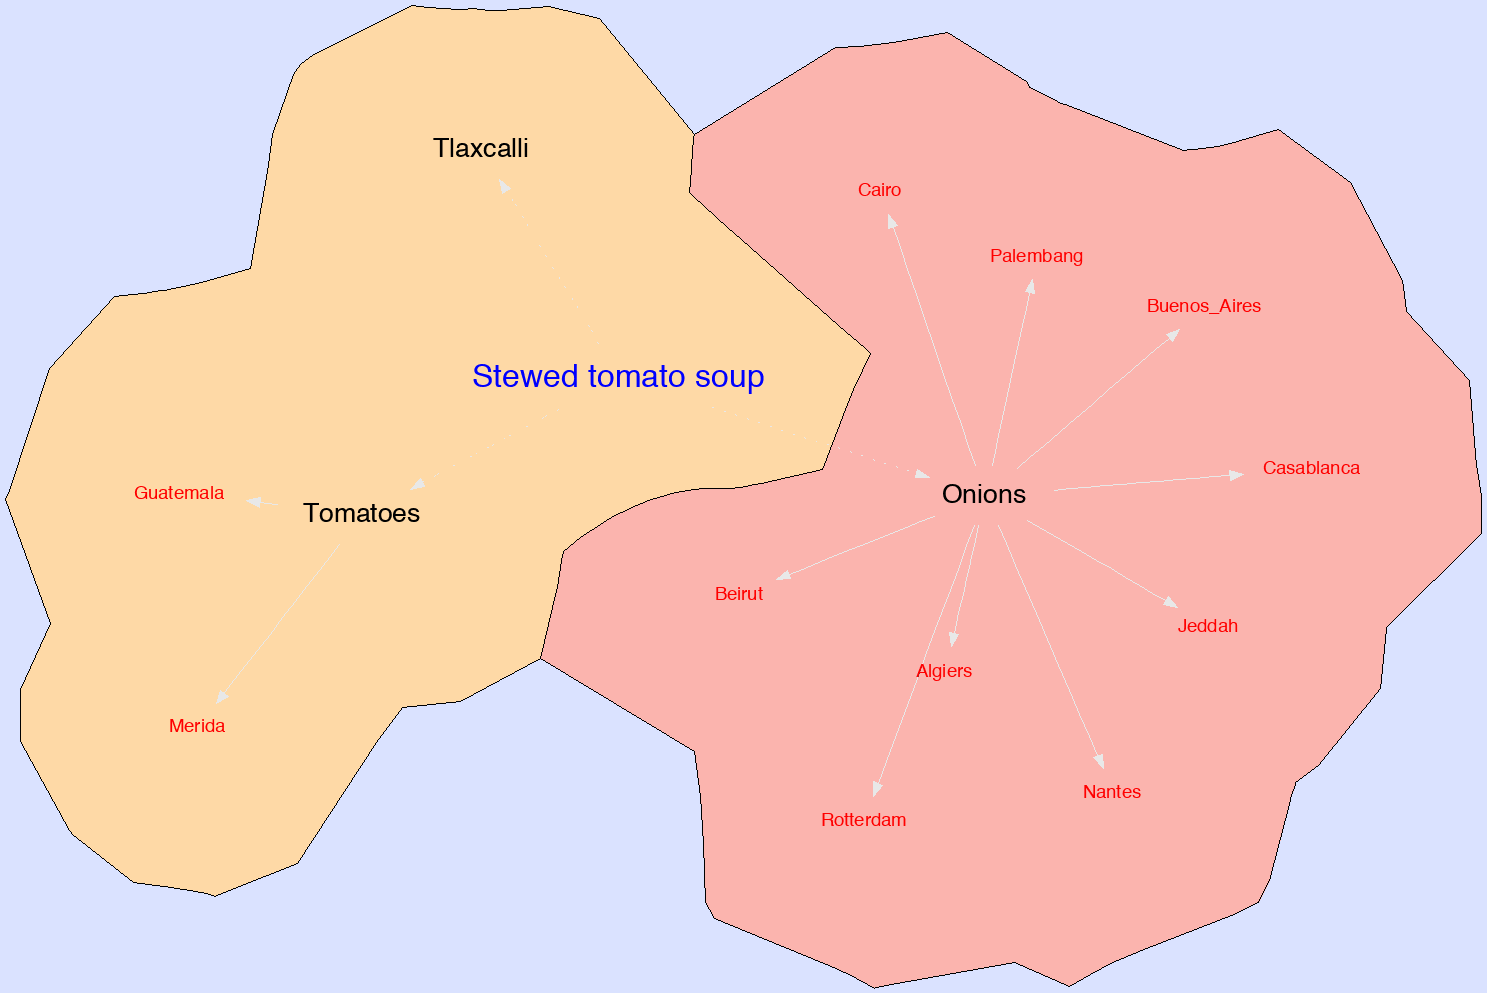 Tlaxcalli
Cairo
Palembang
Buenos_Aires
Stewed tomato soup
Casablanca
Guatemala
Onions
Tomatoes
Beirut
Jeddah
Algiers
Merida
Nantes
Rotterdam